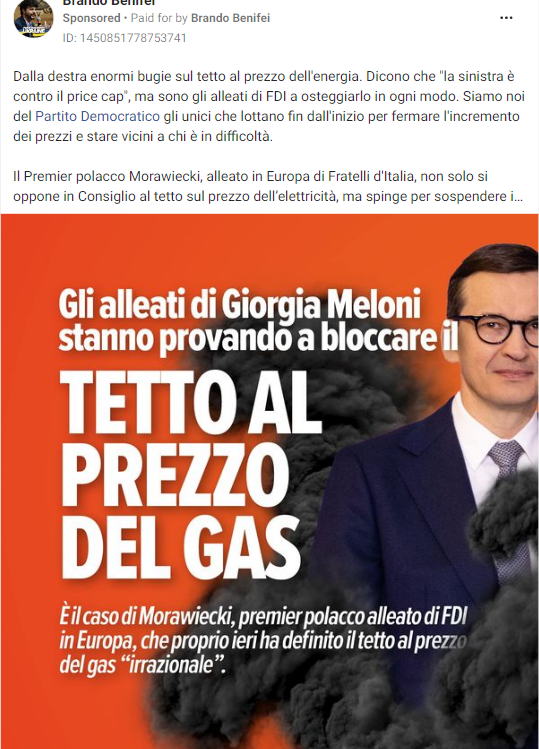 Brando Benifei
Sponsored • Paid for by Brando Benifei
ID: 1450851778753741
Dalla destra enormi bugie sul tetto al prezzo dell'energia. Dicono che "la sinistra è
contro il price cap", ma sono gli alleati di FDI a osteggiarlo in ogni modo. Siamo noi
del Partito Democratico gli unici che lottano fin dall'inizio per fermare l'incremento
dei prezzi e stare vicini a chi è in difficoltà.
Il Premier polacco Morawiecki, alleato in Europa di Fratelli d'Italia, non solo si
oppone in Consiglio al tetto sul prezzo dell'elettricità, ma spinge per sospendere i...
Gli alleati di Giorgia Meloni
stanno provando a bloccare il
TETTO AL
PREZZO
DEL GAS
È il caso di Morawiecki, premier polacco alleato di FDI
in Europa, che proprio ieri ha definito il tetto al prezzo
del gas “irrazionale”.